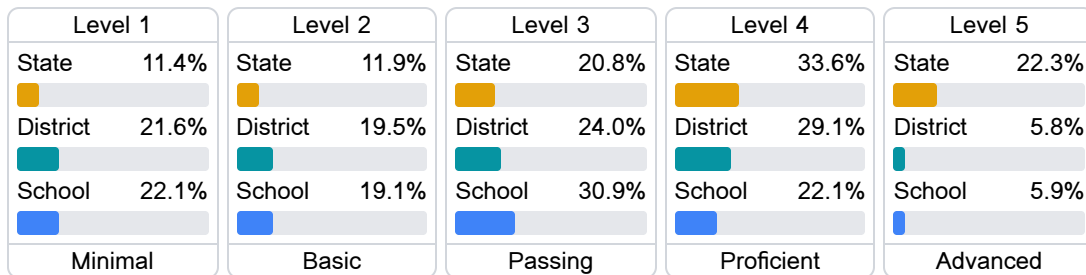 Level 1
State 11.4%
District 21.6%
School 22.1%
Minimal
Level 2
State 11.9%
District 19.5%
School 19.1%
Basic
Level 3
State 20.8%
District 24.0%
School 30.9%
Passing
Level 4
State 33.6%
District 29.1%
School 22.1%
Proficient
Level 5
State 22.3%
District 5.8%
School 5.9%
Advanced